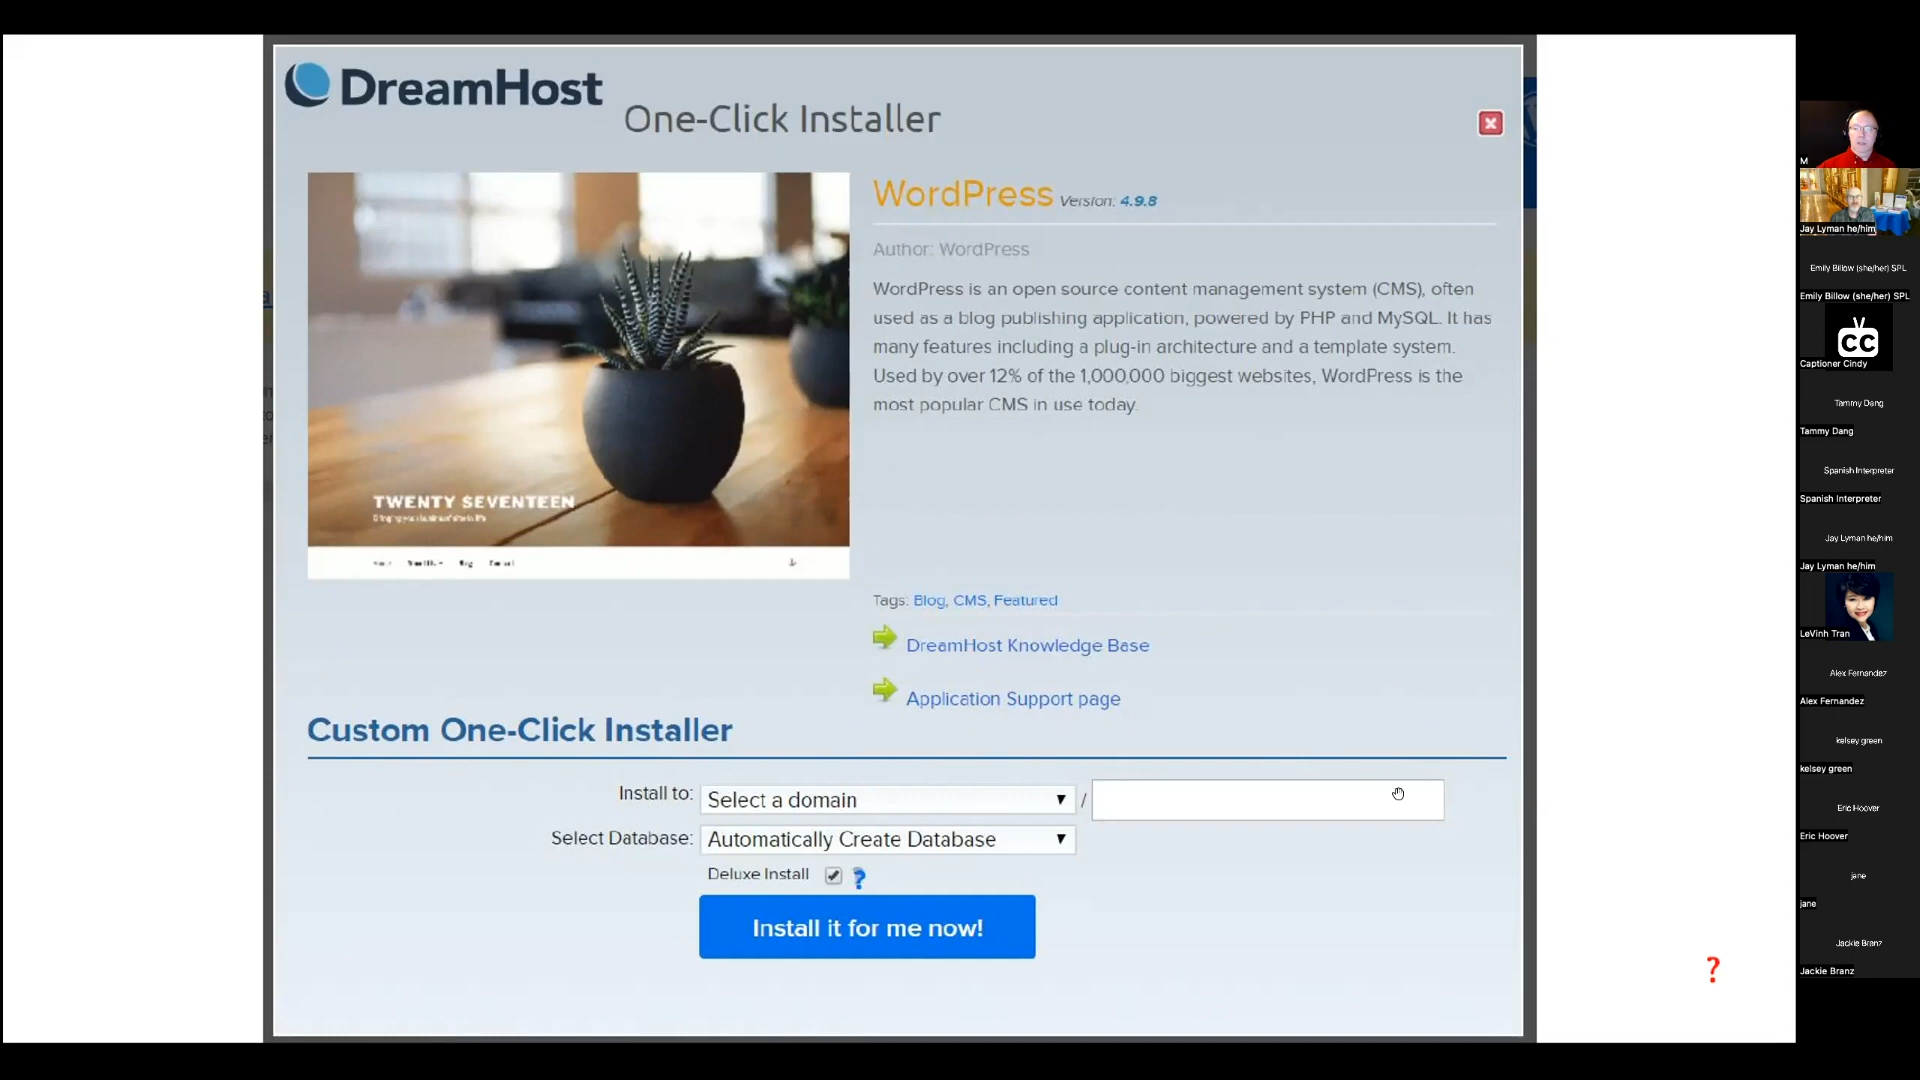 DreamHost
One-Click Installer
WordPress Version: 4.9.8
Author: WordPress
WordPress is an open source content management system (CMS), often
used as a blog publishing application, powered by PHP and MySQL. It has
many features including a plug-in architecture and a template system.
Used by over 12% of the 1,000,000 biggest websites, WordPress is the
most popular CMS in use today.
TWENTY SEVENTEEN
Blog
Tags: Blog, CMS, Featured
DreamHost Knowledge Base
Application Support page
Custom One-Click Installer
Install to: Select a domain ▼ /
Select Database: Automatically Create Database ▼
Deluxe Install ?
Install it for me now!
?
M
Jay Lyman he/him
Emily Billow (she/her) SPL
Emily Billow (she/her) SPL
CC
Captioner Cindy
Tammy Dang
Tammy Dang
Spanish Interpreter
Spanish Interpreter
Jay Lyman he/him
Jay Lyman he/him
LeVinh Tran
Alex Fernandez
Alex Fernandez
kelsey green
kelsey green
Eric Hoover
Eric Hoover
jane
jane
Jackie Branz
Jackie Branz